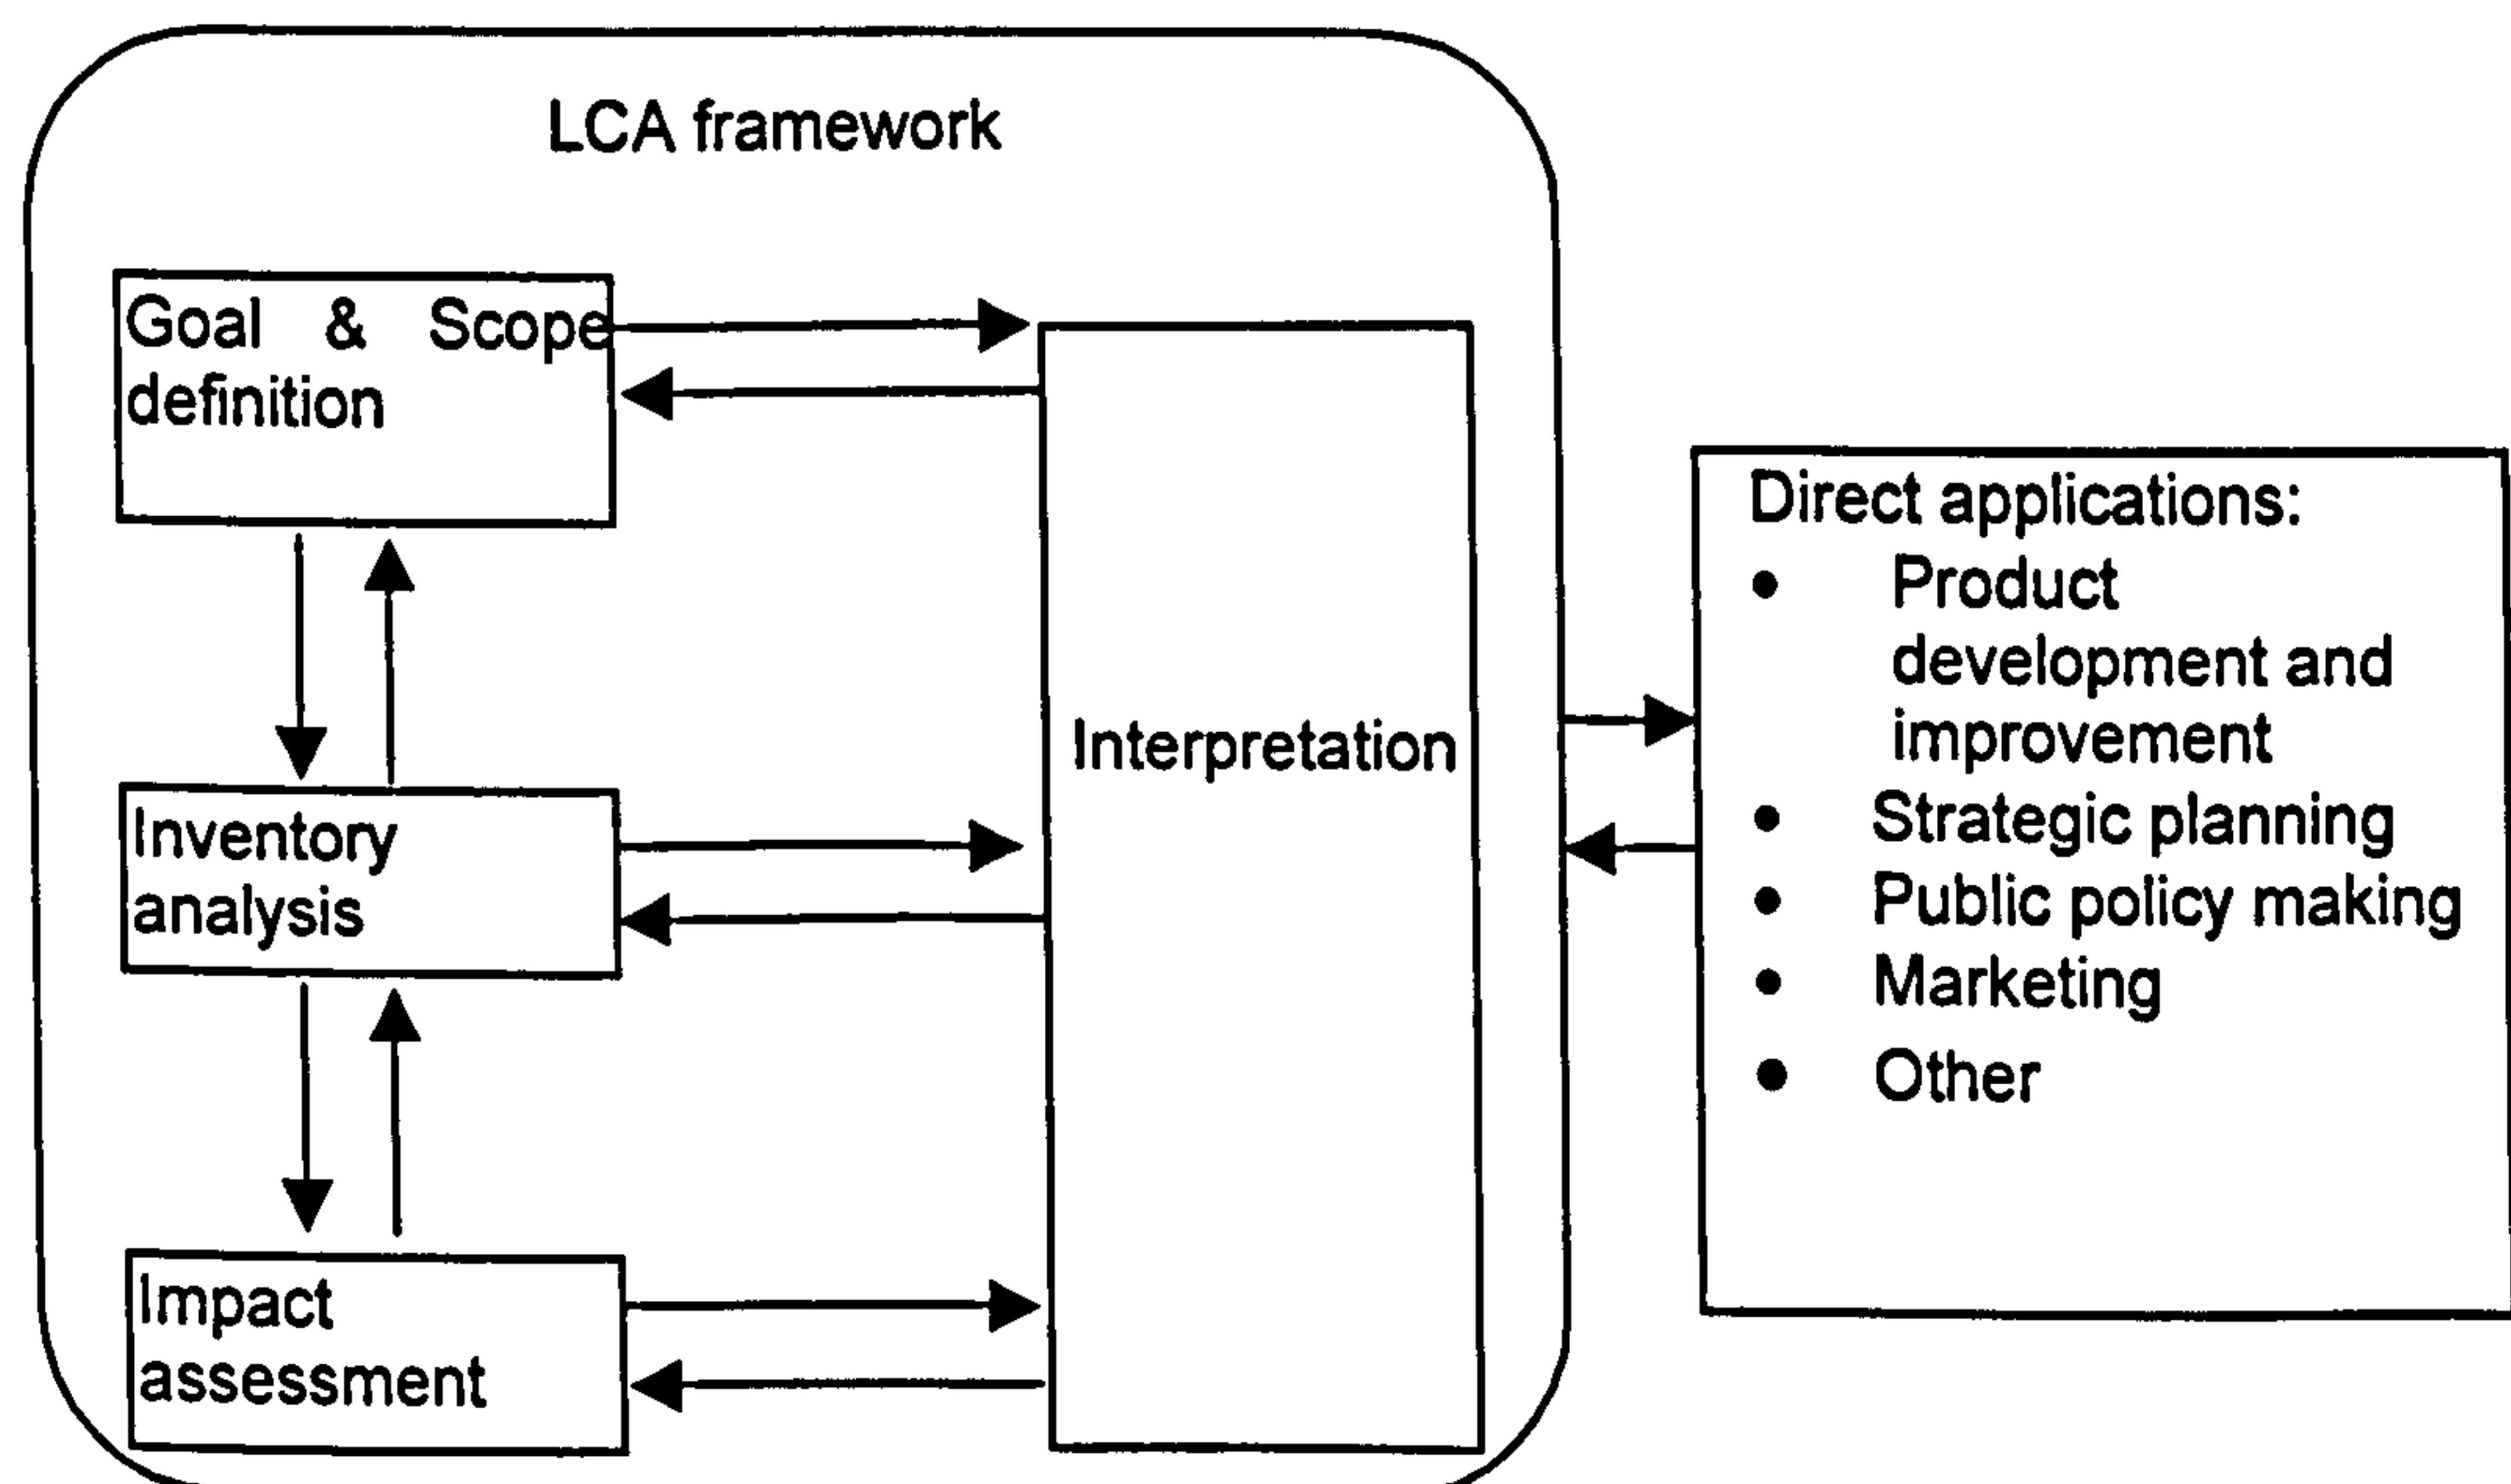 LCA framework
Goal & Scope
definition
Inventory
analysis
Impact
assessment
Interpretation
Direct applications:
• Product
development and
improvement
• Strategic planning
• Public policy making
• Marketing
• Other